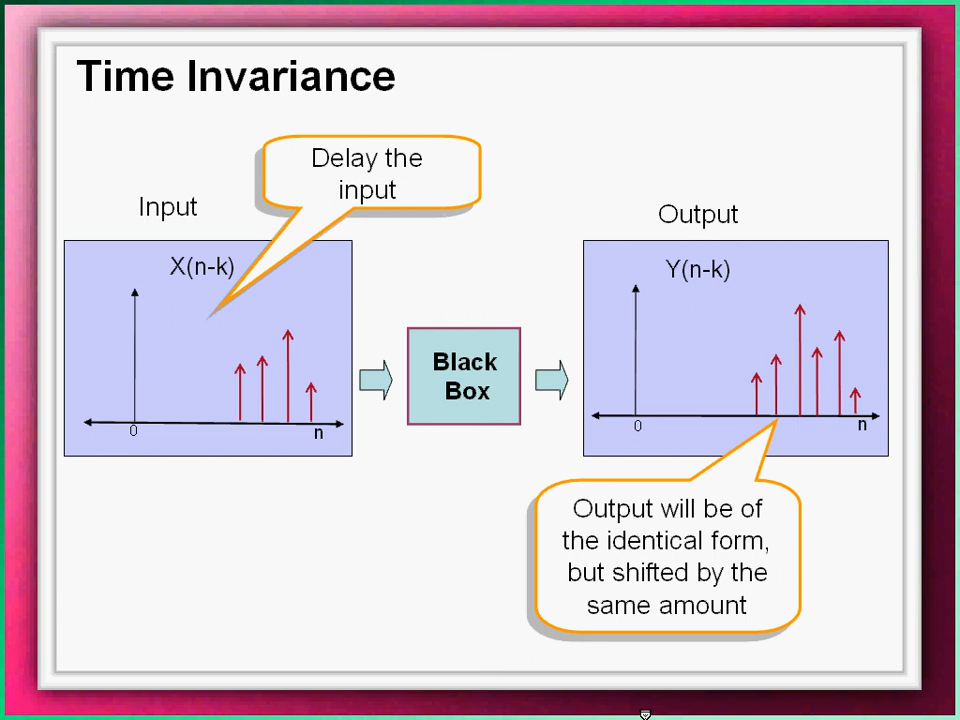 Time Invariance
Delay the
input
Input
Output
X(n-k)
Y(n-k)
Black
Box
0
n
0
n
Output will be of
the identical form,
but shifted by the
same amount